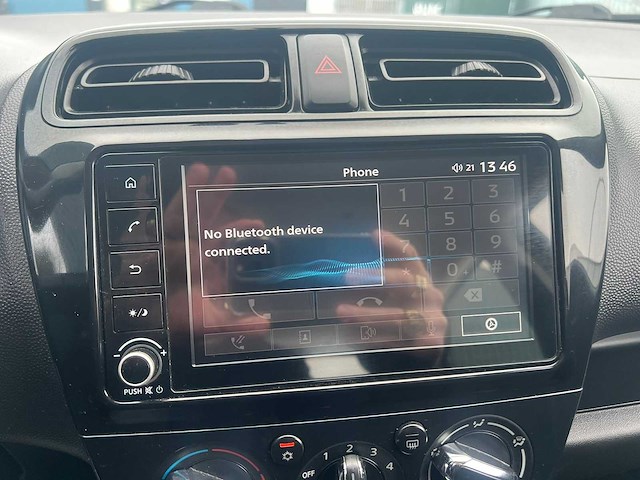 Phone
21 13 46
No Bluetooth device
connected.
1 2 3
4 5 6
7 8 9
* 0 . #
- +
PUSH
OFF 1 2 3 4